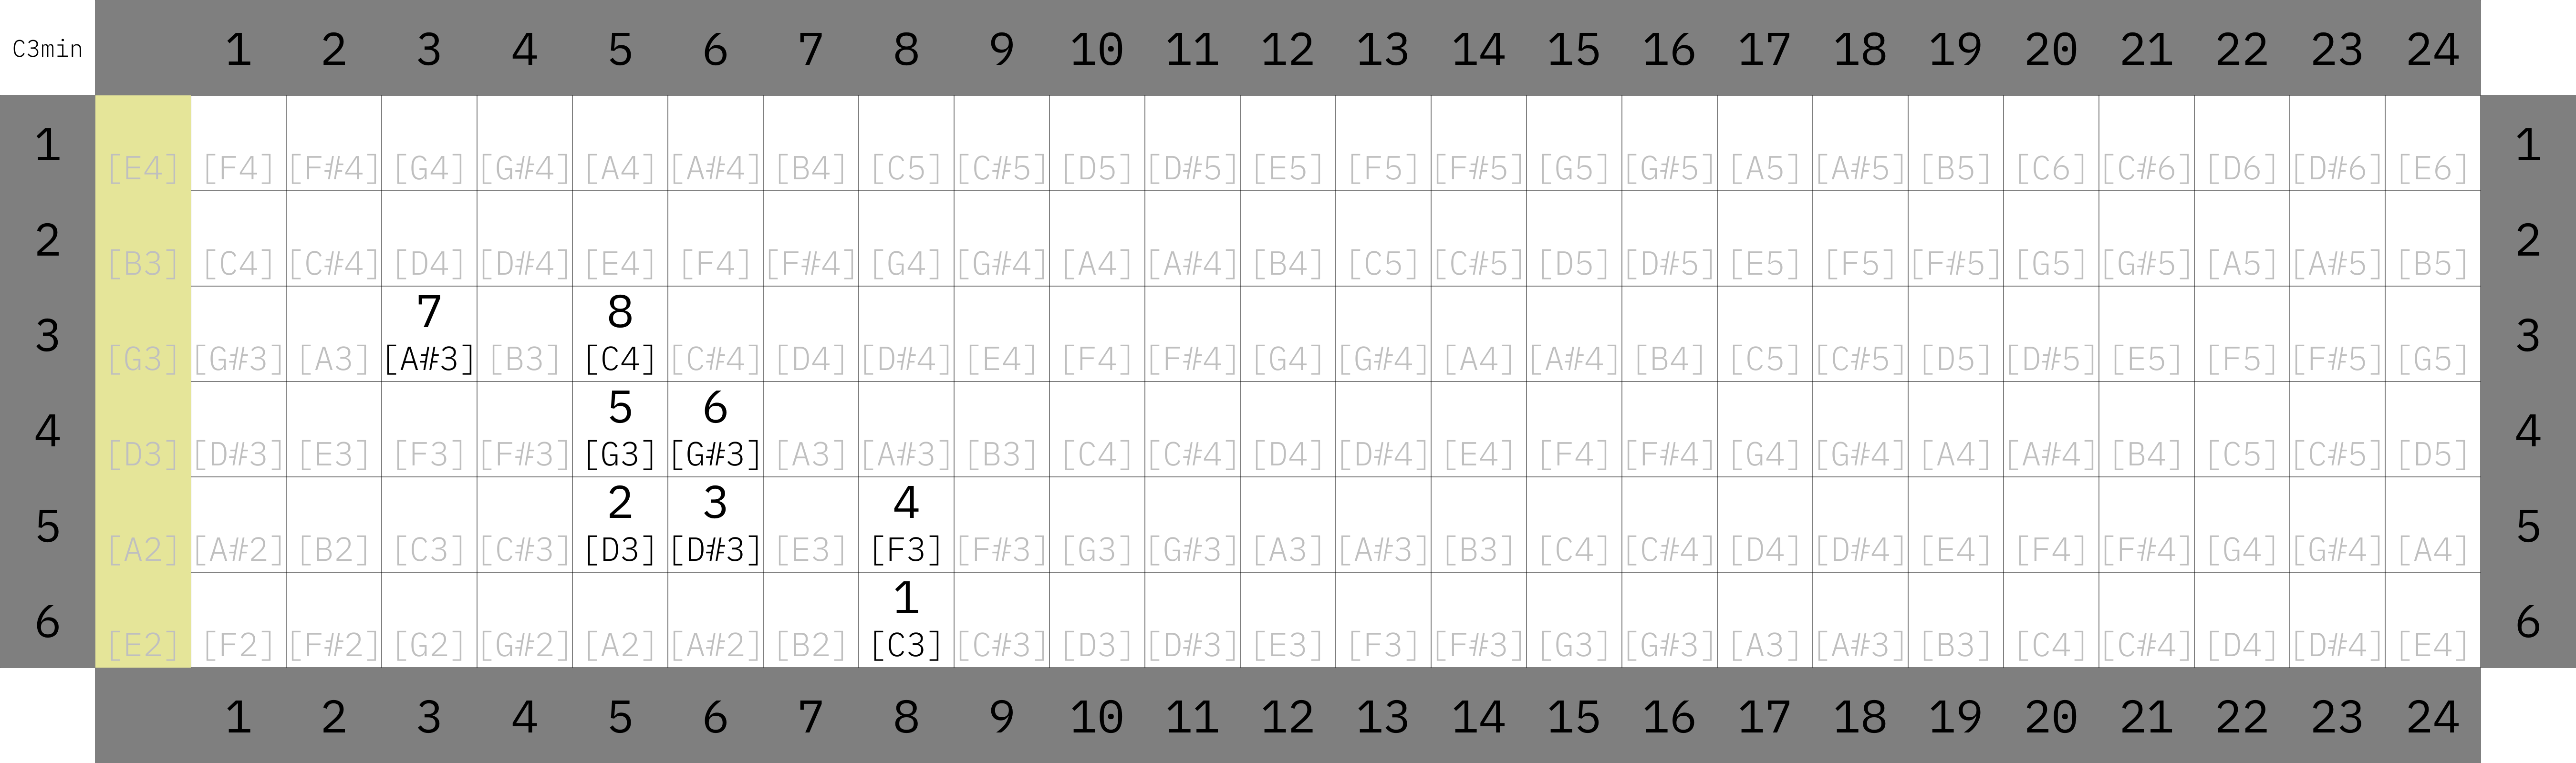 C3min 1 2 3 4 5 6 7 8 9 10 11 12 13 14 15 16 17 18 19 20 21 22 23 24
1 [E4] [F4] [F#4] [G4] [G#4] [A4] [A#4] [B4] [C5] [C#5] [D5] [D#5] [E5] [F5] [F#5] [G5] [G#5] [A5] [A#5] [B5] [C6] [C#6] [D6] [D#6] [E6] 1
2 [B3] [C4] [C#4] [D4] [D#4] [E4] [F4] [F#4] [G4] [G#4] [A4] [A#4] [B4] [C5] [C#5] [D5] [D#5] [E5] [F5] [F#5] [G5] [G#5] [A5] [A#5] [B5] 2
7 8
3 [G3] [G#3] [A3] [A#3] [B3] [C4] [C#4] [D4] [D#4] [E4] [F4] [F#4] [G4] [G#4] [A4] [A#4] [B4] [C5] [C#5] [D5] [D#5] [E5] [F5] [F#5] [G5] 3
5 6
4 [D3] [D#3] [E3] [F3] [F#3] [G3] [G#3] [A3] [A#3] [B3] [C4] [C#4] [D4] [D#4] [E4] [F4] [F#4] [G4] [G#4] [A4] [A#4] [B4] [C5] [C#5] [D5] 4
2 3 4
5 [A2] [A#2] [B2] [C3] [C#3] [D3] [D#3] [E3] [F3] [F#3] [G3] [G#3] [A3] [A#3] [B3] [C4] [C#4] [D4] [D#4] [E4] [F4] [F#4] [G4] [G#4] [A4] 5
1
6 [E2] [F2] [F#2] [G2] [G#2] [A2] [A#2] [B2] [C3] [C#3] [D3] [D#3] [E3] [F3] [F#3] [G3] [G#3] [A3] [A#3] [B3] [C4] [C#4] [D4] [D#4] [E4] 6
1 2 3 4 5 6 7 8 9 10 11 12 13 14 15 16 17 18 19 20 21 22 23 24